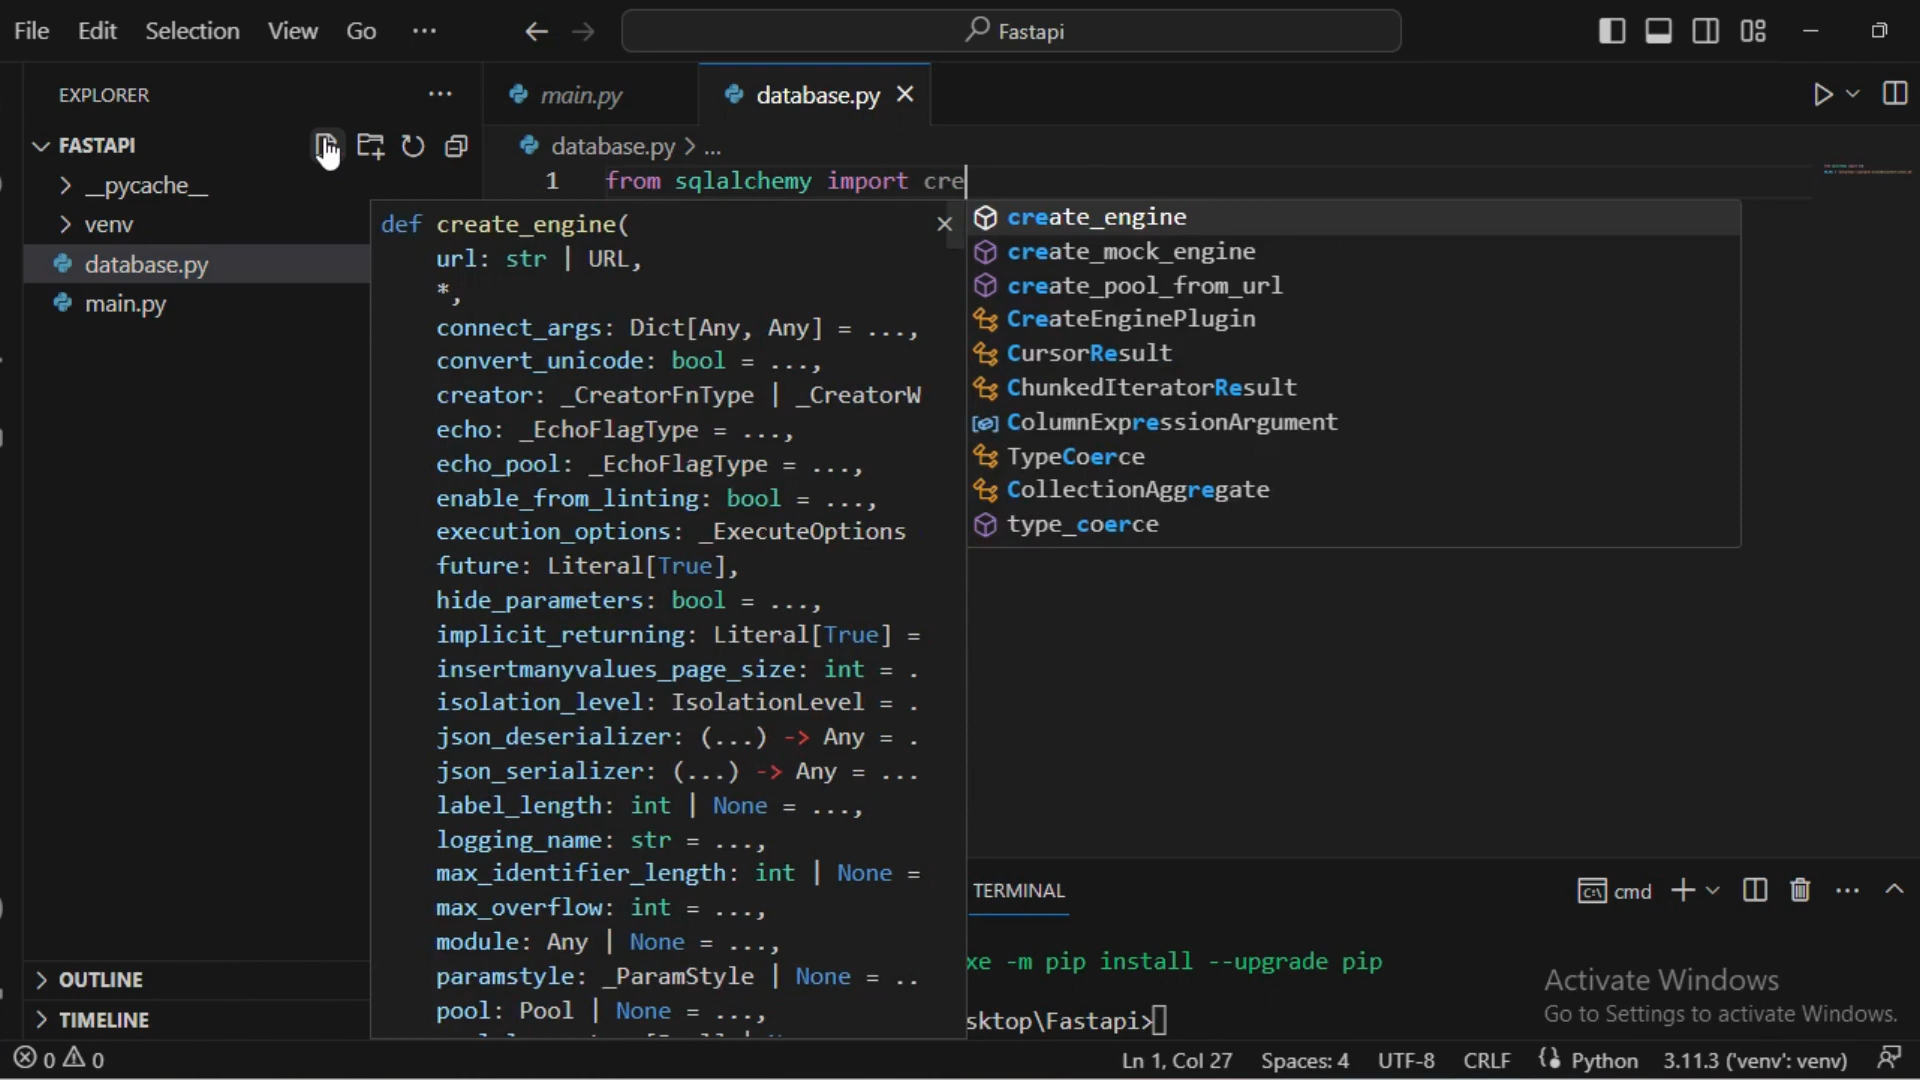 File Edit Selection View Go ...
Fastapi
EXPLORER ...
main.py
database.py
FASTAPI
database.py > ...
__pycache__
1 from sqlalchemy import cre
venv
database.py
main.py
def create_engine(
url: str | URL,
*,
connect_args: Dict[Any, Any] = ...,
convert_unicode: bool = ...,
creator: _CreatorFnType | _CreatorW
echo: _EchoFlagType = ...,
echo_pool: _EchoFlagType = ...,
enable_from_linting: bool = ...,
execution_options: _ExecuteOptions
future: Literal[True],
hide_parameters: bool = ...,
implicit_returning: Literal[True] =
insertmanyvalues_page_size: int = .
isolation_level: IsolationLevel = .
json_deserializer: (...) -> Any = .
json_serializer: (...) -> Any = ...
label_length: int | None = ...,
logging_name: str = ...,
max_identifier_length: int | None =
max_overflow: int = ...,
module: Any | None = ...,
paramstyle: _ParamStyle | None = ..
pool: Pool | None = ...,
create_engine
create_mock_engine
create_pool_from_url
CreateEnginePlugin
CursorResult
ChunkedIteratorResult
ColumnExpressionArgument
TypeCoerce
CollectionAggregate
type_coerce
TERMINAL
cmd
xe -m pip install --upgrade pip
sktop\Fastapi>
Activate Windows
Go to Settings to activate Windows.
OUTLINE
TIMELINE
0 0
Ln 1, Col 27 Spaces: 4 UTF-8 CRLF Python 3.11.3 ('venv': venv)